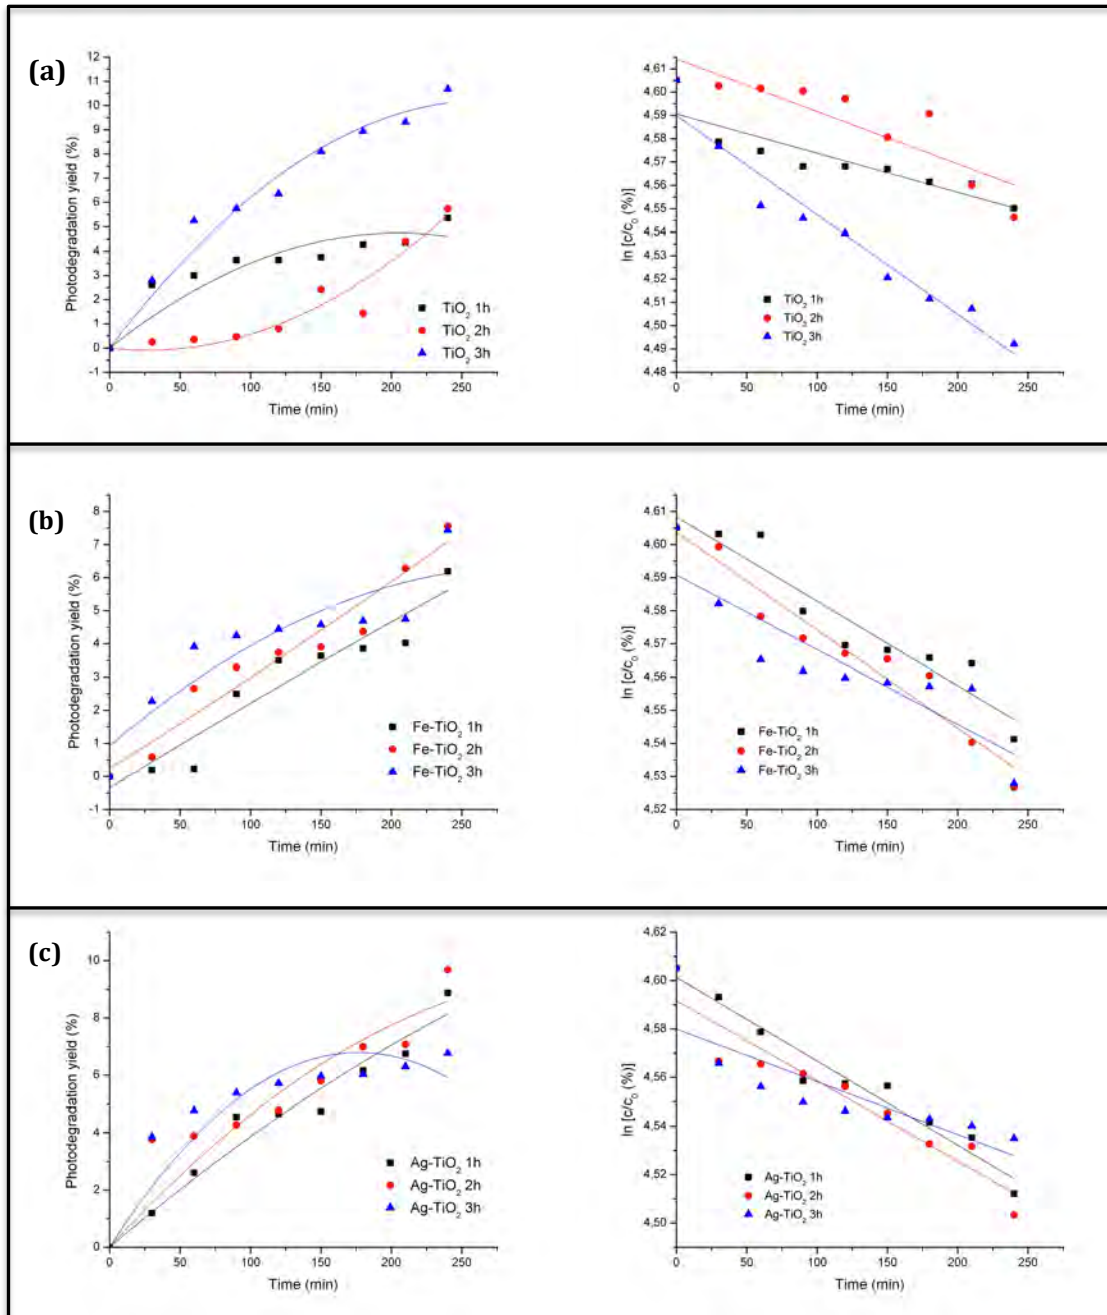 (a)
12
11
10
9
8
7
6
5
4
3
2
1
0
-1
Photodegradation yield (%)
TiO₂ 1h
TiO₂ 2h
TiO₂ 3h
0 50 100 150 200 250
Time (min)
4,61
4,60
4,59
4,58
4,57
4,56
4,55
4,54
4,53
4,52
4,51
4,50
4,49
4,48
ln [c/c₀ (%)]
TiO₂ 1h
TiO₂ 2h
TiO₂ 3h
0 50 100 150 200 250
Time (min)
(b)
8
7
6
5
4
3
2
1
0
-1
Photodegradation yield (%)
Fe-TiO₂ 1h
Fe-TiO₂ 2h
Fe-TiO₂ 3h
0 50 100 150 200 250
Time (min)
4,61
4,60
4,59
4,58
4,57
4,56
4,55
4,54
4,53
4,52
ln [c/c₀ (%)]
Fe-TiO₂ 1h
Fe-TiO₂ 2h
Fe-TiO₂ 3h
0 50 100 150 200 250
Time (min)
(c)
10
8
6
4
2
0
Photodegradation yield (%)
Ag-TiO₂ 1h
Ag-TiO₂ 2h
Ag-TiO₂ 3h
0 50 100 150 200 250
Time (min)
4,62
4,60
4,58
4,56
4,54
4,52
4,50
ln [c/c₀ (%)]
Ag-TiO₂ 1h
Ag-TiO₂ 2h
Ag-TiO₂ 3h
0 50 100 150 200 250
Time (min)